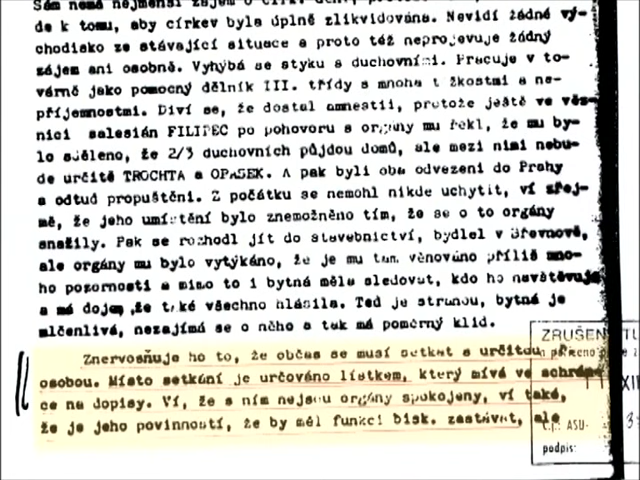 Sám nemá nejmenší zájem o
de k tomu, aby církev byla úplně zlikvidována. Nevidí žádné vý-
chodisko ze stávající situace a proto též neprojevuje žádný
zájem ani osobně. Vyhýbá se styku s duchovními. Pracuje v to-
várně jako pomocný dělník III. třídy s mnoha t žkostmi a ne-
příjemnostmi. Diví se, že dostal amnestii, protože ještě ve věz-
nici salesián FILIPEC po pohovoru s orgány mu řekl, že mu by-
lo sděleno, že 2/3 duchovních půjdou domů, ale mezi nimi nebu-
de určitě TROCHTA a OPASEK. A pak byli oba odvezeni do Prahy
a odtud propuštěni. Z počátku se nemohl nikde uchytit, ví zřej-
mě, že jeho umístění bylo znemožněno tím, že se o to orgány
snažily. Pak se rozhodl jít do stavebnictví, bydlel v Břevnově,
ale orgány mu bylo vytýkáno, že je mu tam věnováno příliš mno-
ho pozornosti a mimo to i bytná měla sledovat, kdo ho navštěvuje
a má dojem, že také všechno hlásila. Teď je stranou, bytná je
mlčenlivá, nezajímá se o něho a tak má poměrný klid.
Znervosňuje ho to, že občas se musí setkat s určitou
osobou. Místo setkání je určováno lístkem, který mívá ve schrán-
ce na dopisy. Ví, že s ním nejsou orgány spokojeny, ví také,
že je jeho povinností, že by měl funkci bisk. zastávat, ale
ZRUŠEN
XII
č.j. ASÚ- 3
podpis: